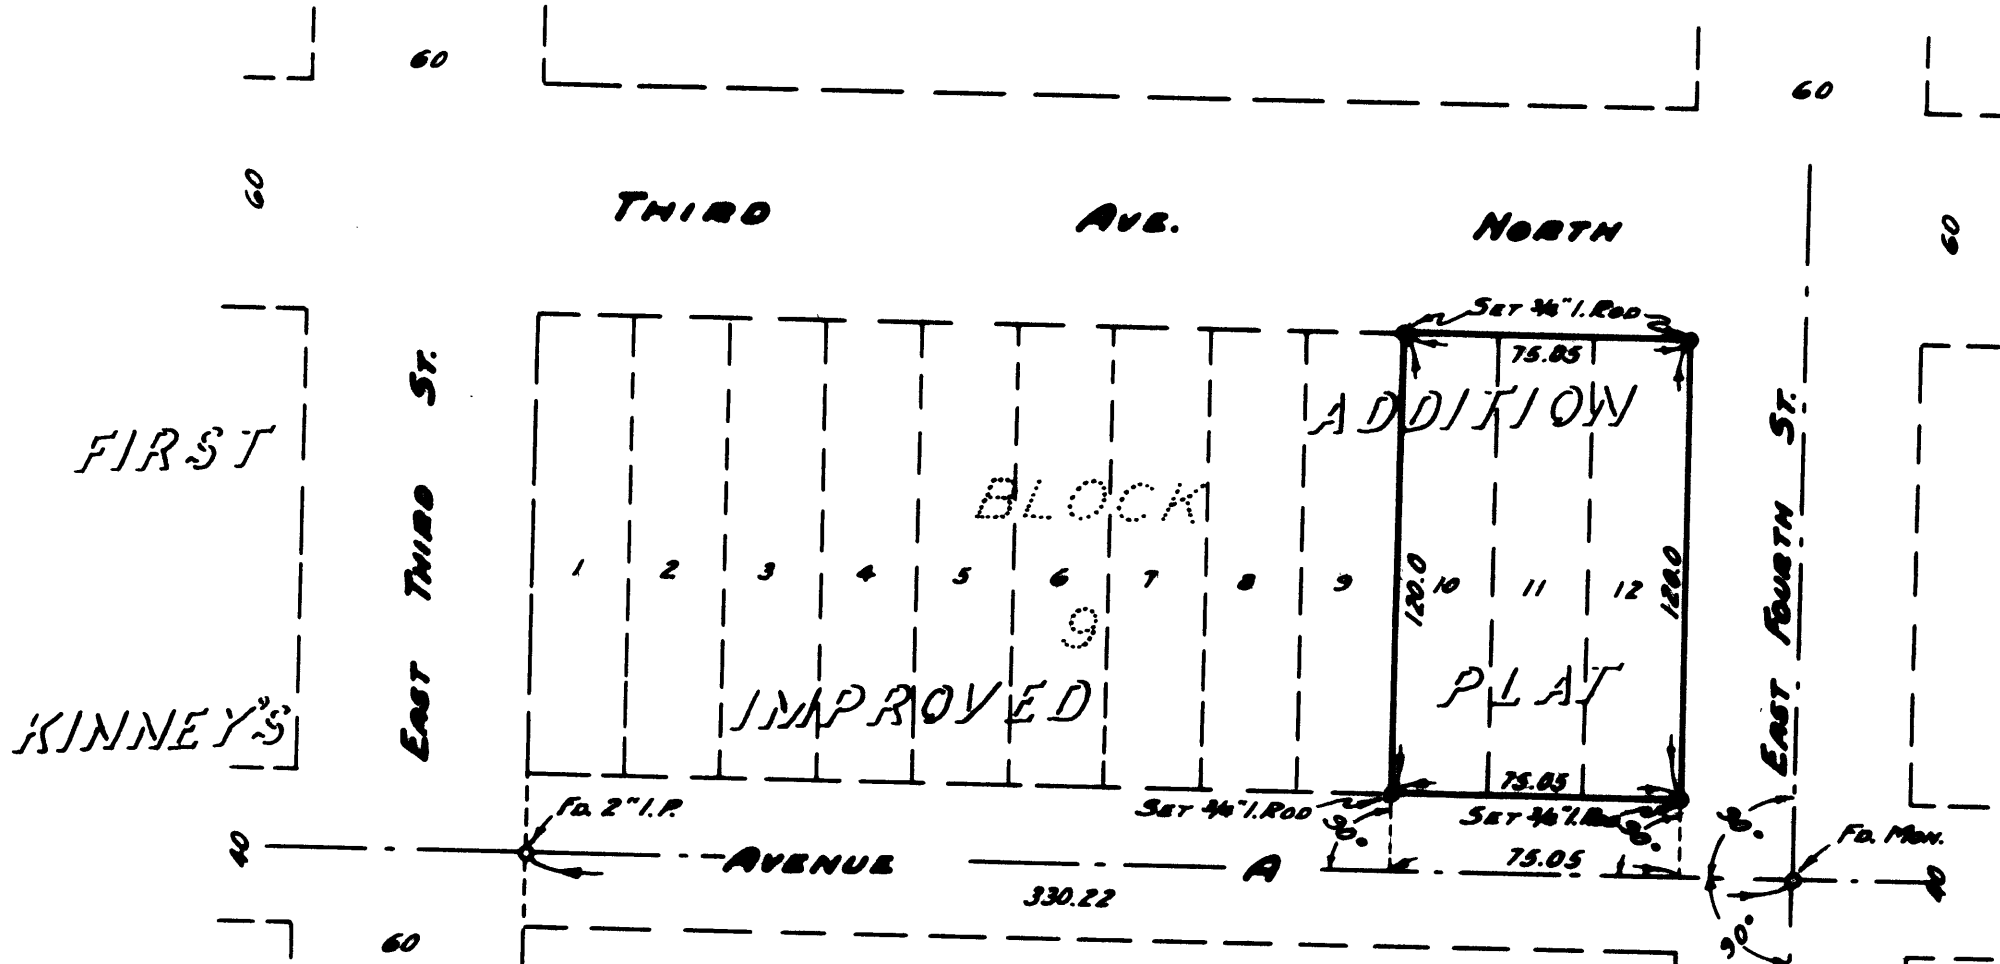 60
60
60
60
THIRD AVE. NORTH
SET 3/4" I. ROD
75.05
EAST THIRD ST.
FIRST ADDITION
BLOCK
9
1 2 3 4 5 6 7 8 9 10 11 12
120.0
120.0
EAST FOURTH ST.
KINNEY'S IMPROVED PLAT
75.05
FD. 2" I.P.
SET 3/4" I. ROD
SET 3/4" I. ROD
90°
90°
90°
FD. MON.
40
AVENUE A
75.05
40
330.22
60
90°